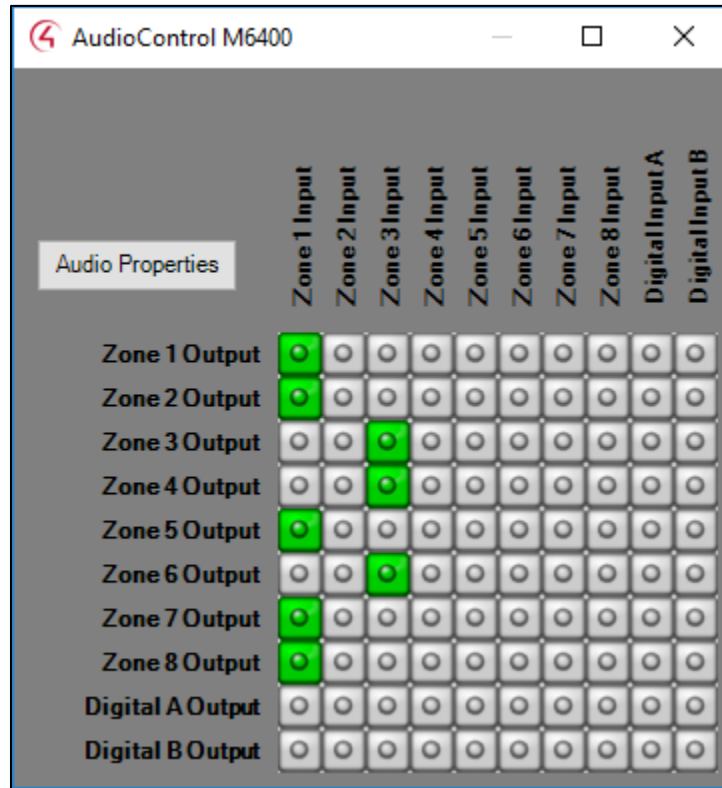 AudioControl M6400
Zone 1 Input
Zone 2 Input
Zone 3 Input
Zone 4 Input
Zone 5 Input
Zone 6 Input
Zone 7 Input
Zone 8 Input
Digital Input A
Digital Input B
Audio Properties
Zone 1 Output
Zone 2 Output
Zone 3 Output
Zone 4 Output
Zone 5 Output
Zone 6 Output
Zone 7 Output
Zone 8 Output
Digital A Output
Digital B Output